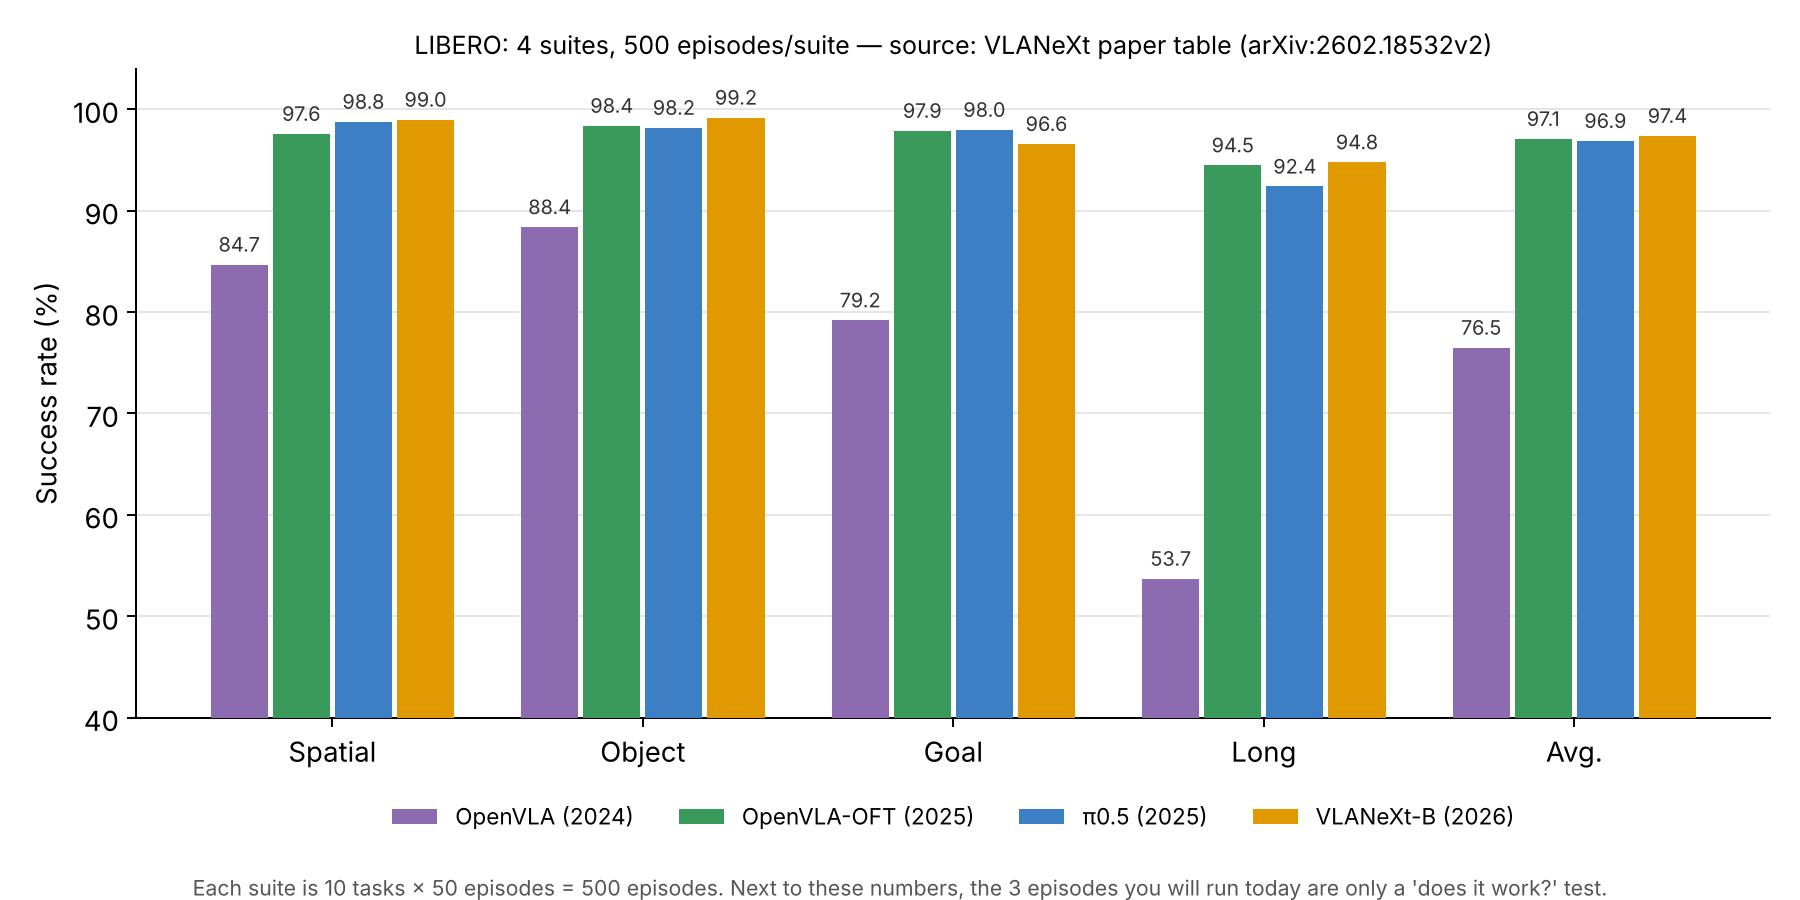 LIBERO: 4 suites, 500 episodes/suite — source: VLANeXt paper table (arXiv:2602.18532v2)
Success rate (%)
100
90
80
70
60
50
40
84.7
97.6
98.8
99.0
88.4
98.4
98.2
99.2
79.2
97.9
98.0
96.6
53.7
94.5
92.4
94.8
76.5
97.1
96.9
97.4
Spatial
Object
Goal
Long
Avg.
OpenVLA (2024)
OpenVLA-OFT (2025)
π0.5 (2025)
VLANeXt-B (2026)
Each suite is 10 tasks × 50 episodes = 500 episodes. Next to these numbers, the 3 episodes you will run today are only a 'does it work?' test.